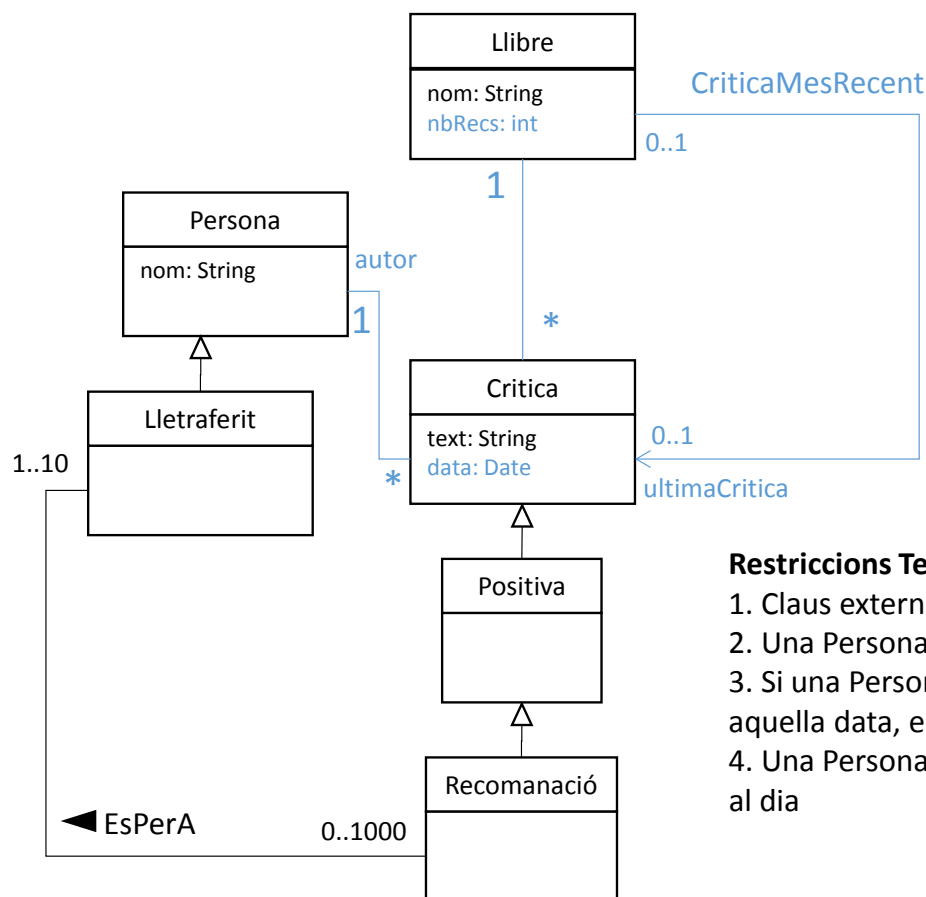 Llibre
nom: String
nbRecs: int
CriticaMesRecent
0..1
1
Persona
nom: String
autor
1
*
Critica
text: String
data: Date
0..1
*
ultimaCritica
Lletraferit
1..10
Positiva
Restriccions Te
1. Claus extern
2. Una Persona
3. Si una Person
aquella data, e
4. Una Persona
al dia
Recomanació
EsPerA
0..1000